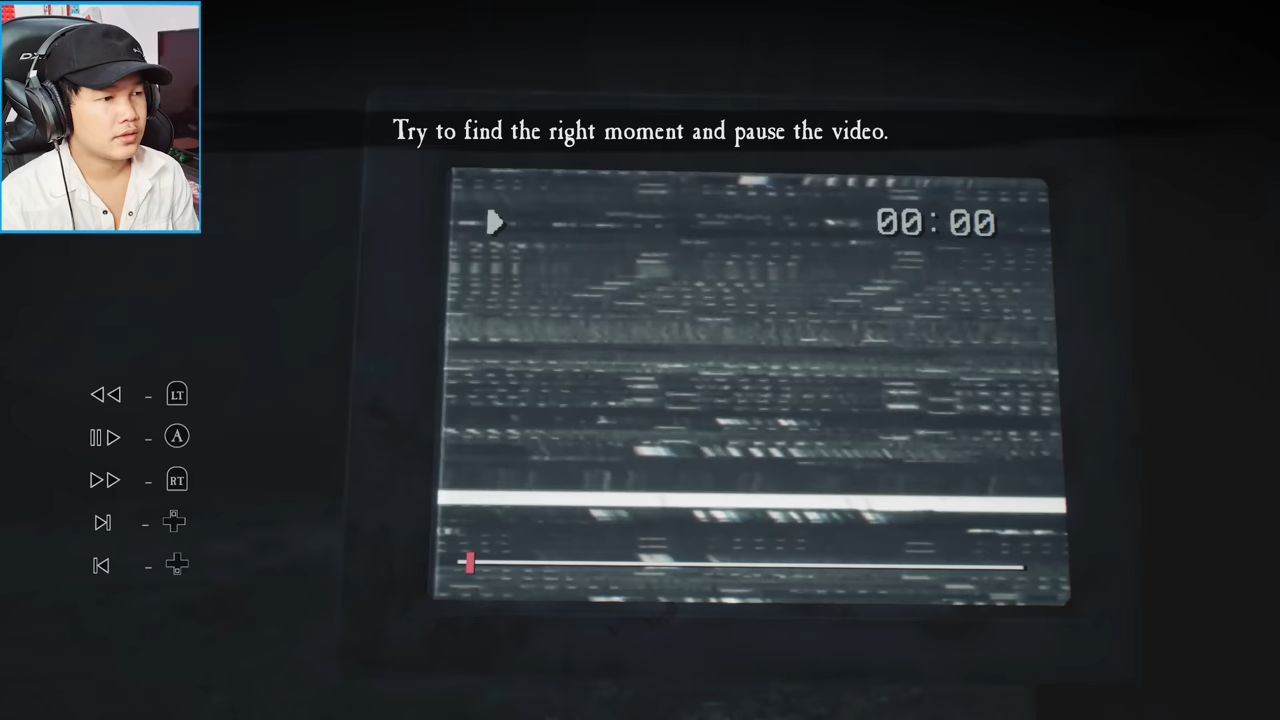 Try to find the right moment and pause the video.
00:00
- LT
- A
- RT
-
-